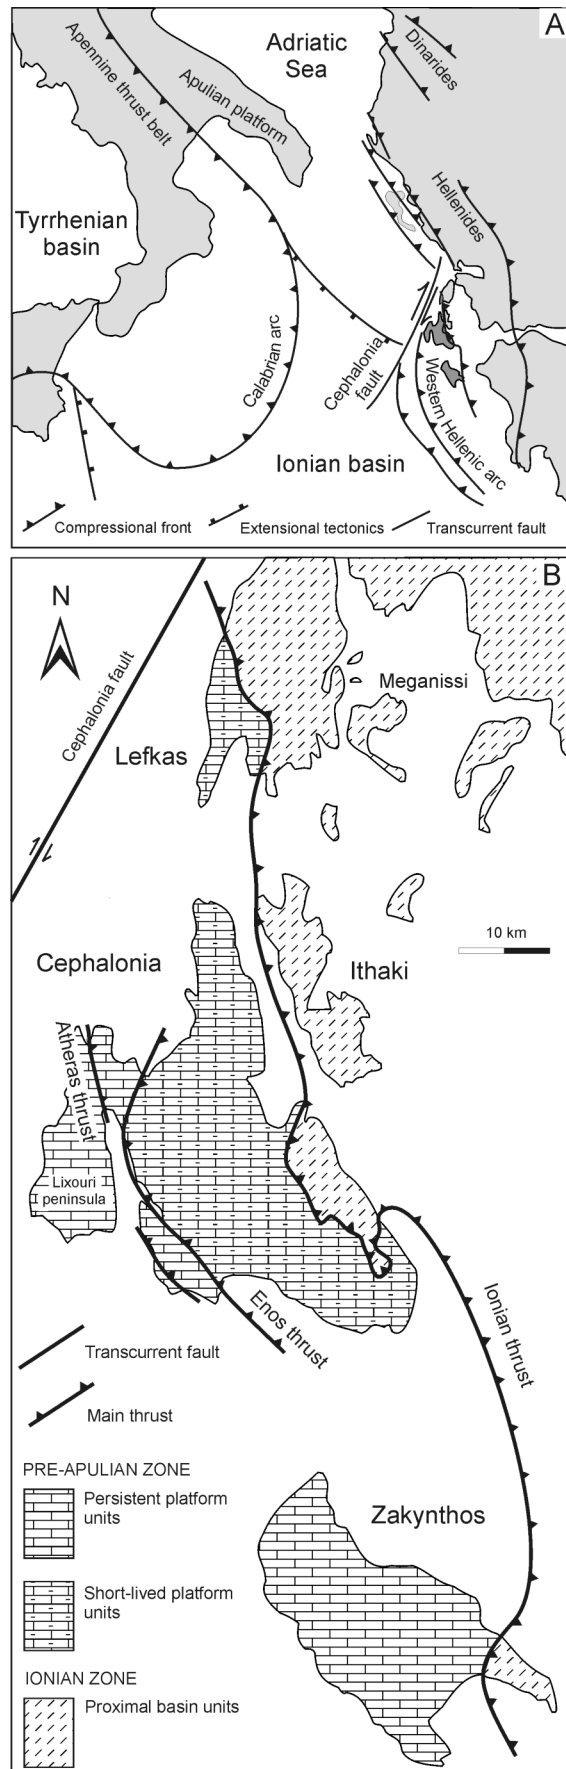 A
Adriatic
Sea
Dinarides
Apennine thrust belt
Apulian platform
Tyrrhenian
basin
Hellenides
Calabrian arc
Cephalonia
fault
Western Hellenic arc
Ionian basin
Compressional front
Extensional tectonics
Transcurrent fault
B
N
Cephalonia fault
Meganissi
Lefkas
10 km
Cephalonia
Ithaki
Atheras thrust
Lixouri
peninsula
Enos thrust
Ionian thrust
Transcurrent fault
Main thrust
PRE-APULIAN ZONE
Persistent platform
units
Zakynthos
Short-lived platform
units
IONIAN ZONE
Proximal basin units